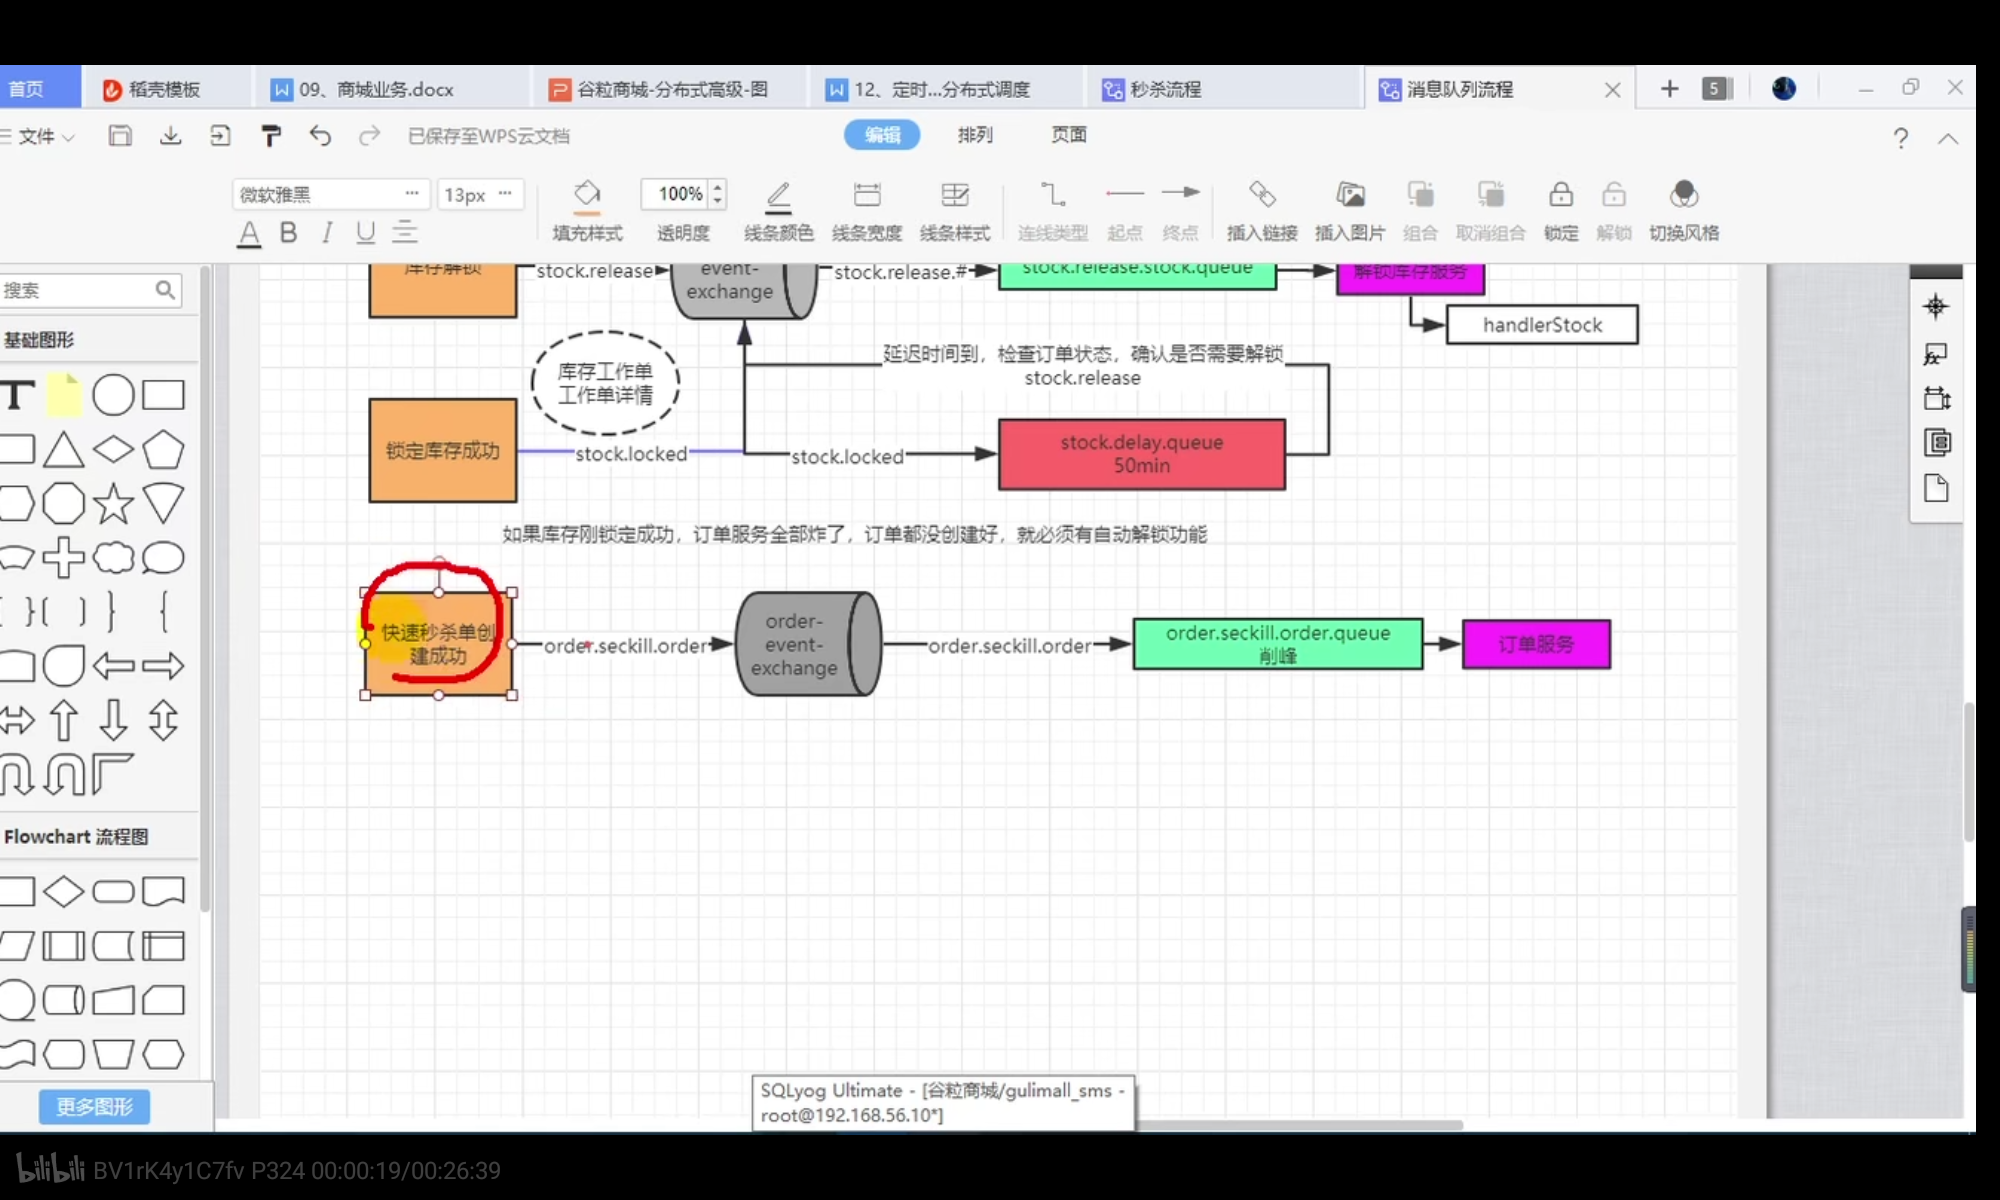 首页
稻壳模板
09、商城业务.docx
谷粒商城-分布式高级-图
12、定时...分布式调度
秒杀流程
消息队列流程
5
文件
已保存至WPS云文档
编辑
排列
页面
微软雅黑
13px
100%
A B I U
填充样式
透明度
线条颜色
线条宽度
线条样式
连线类型
起点
终点
插入链接
插入图片
组合
取消组合
锁定
解锁
切换风格
搜索
基础图形
Flowchart 流程图
更多图形
库存解锁
stock.release
event-
exchange
stock.release.#
stock.release.stock.queue
解锁库存服务
handlerStock
库存工作单
工作单详情
延迟时间到，检查订单状态，确认是否需要解锁
stock.release
锁定库存成功
stock.locked
stock.locked
stock.delay.queue
50min
如果库存刚锁定成功，订单服务全部炸了，订单都没创建好，就必须有自动解锁功能
快速秒杀单创
建成功
order.seckill.order
order-
event-
exchange
order.seckill.order
order.seckill.order.queue
削峰
订单服务
SQLyog Ultimate - [谷粒商城/gulimall_sms -
root@192.168.56.10*]
bilibili BV1rK4y1C7fv P324 00:00:19/00:26:39